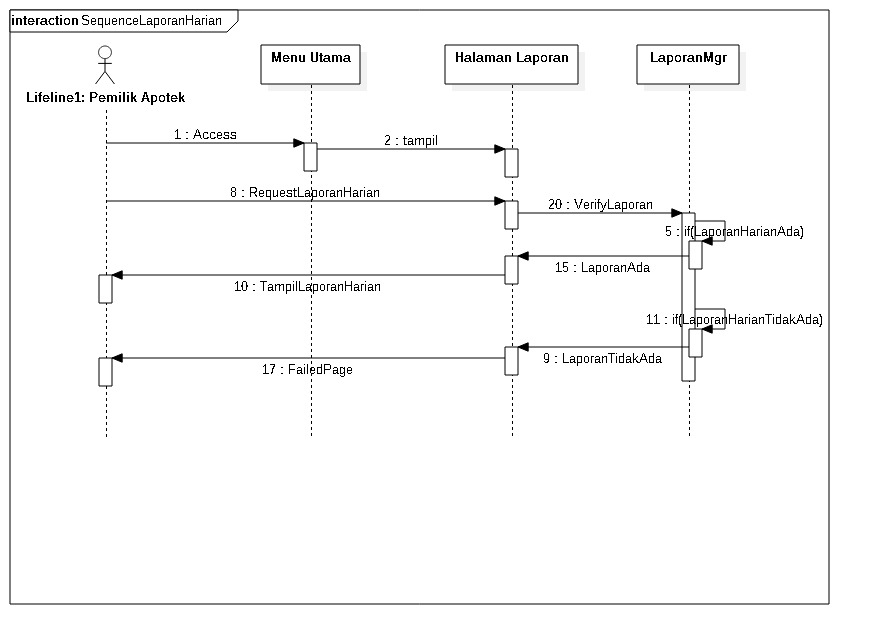 interaction SequenceLaporanHarian
Menu Utama
Halaman Laporan
LaporanMgr
Lifeline1: Pemilik Apotek
1 : Access
2 : tampil
8 : RequestLaporanHarian
20 : VerifyLaporan
5 : if(LaporanHarianAda)
15 : LaporanAda
10 : TampilLaporanHarian
11 : if(LaporanHarianTidakAda)
9 : LaporanTidakAda
17 : FailedPage